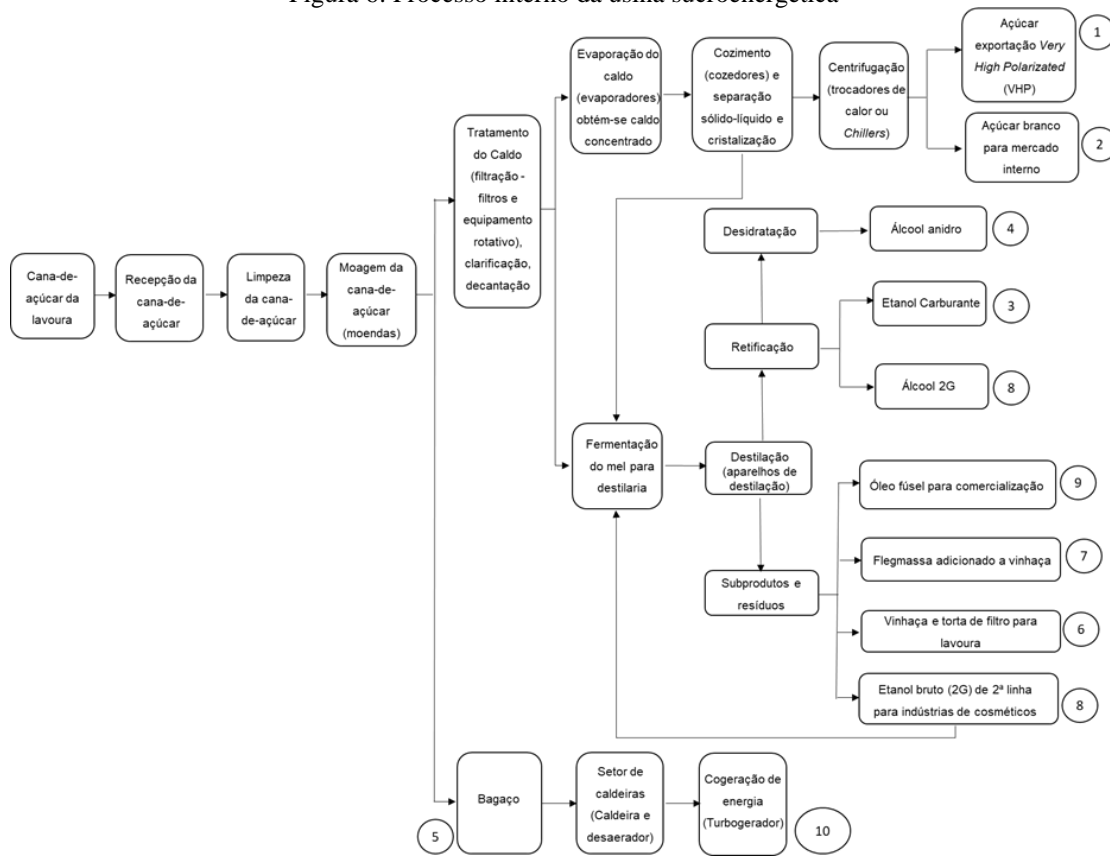 Figura 6. Processo interno da usina sucroenergética
Açúcar
exportação Very
High Polarizated
(VHP)
1
Açúcar branco
para mercado
interno
2
Evaporação do
caldo
(evaporadores)
obtém-se caldo
concentrado
Cozimento
(cozedores) e
separação
sólido-líquido e
cristalização
Centrifugação
(trocadores de
calor ou
Chillers)
Tratamento
do Caldo
(filtração -
filtros e
equipamento
rotativo),
clarificação,
decantação
Cana-de-
açúcar da
lavoura
Recepção da
cana-de-
açúcar
Limpeza
da cana-
de-açúcar
Moagem da
cana-de-
açúcar
(moendas)
Desidratação
Álcool anidro
4
Retificação
Etanol Carburante
3
Álcool 2G
8
Fermentação
do mel para
destilaria
Destilação
(aparelhos de
destilação)
Subprodutos e
resíduos
Óleo fúsel para comercialização
9
Flegmassa adicionado a vinhaça
7
Vinhaça e torta de filtro para
lavoura
6
Etanol bruto (2G) de 2ª linha
para indústrias de cosméticos
8
5
Bagaço
Setor de
caldeiras
(Caldeira e
desaerador)
Cogeração de
energia
(Turbogerador)
10